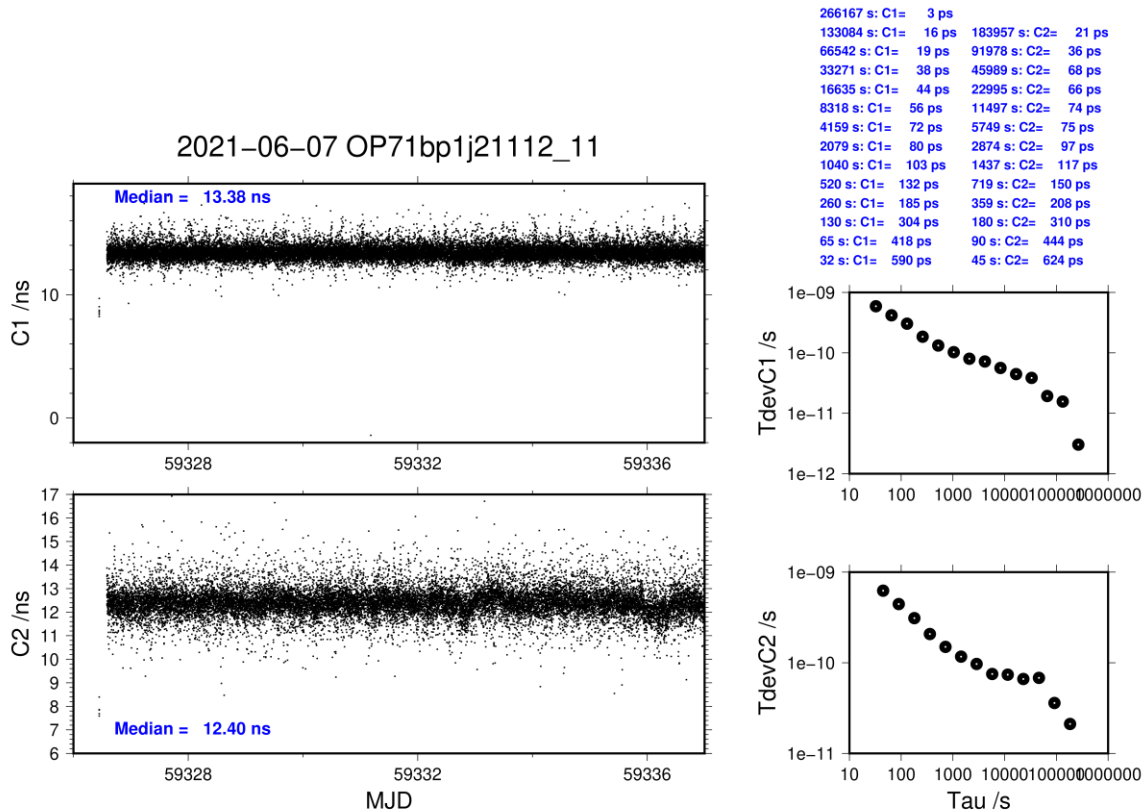 266167 s: C1= 3 ps
133084 s: C1= 16 ps 183957 s: C2= 21 ps
66542 s: C1= 19 ps 91978 s: C2= 36 ps
33271 s: C1= 38 ps 45989 s: C2= 68 ps
16635 s: C1= 44 ps 22995 s: C2= 66 ps
8318 s: C1= 56 ps 11497 s: C2= 74 ps
4159 s: C1= 72 ps 5749 s: C2= 75 ps
2079 s: C1= 80 ps 2874 s: C2= 97 ps
1040 s: C1= 103 ps 1437 s: C2= 117 ps
520 s: C1= 132 ps 719 s: C2= 150 ps
260 s: C1= 185 ps 359 s: C2= 208 ps
130 s: C1= 304 ps 180 s: C2= 310 ps
65 s: C1= 418 ps 90 s: C2= 444 ps
32 s: C1= 590 ps 45 s: C2= 624 ps
2021−06−07 OP71bp1j21112_11
Median = 13.38 ns
C1 /ns
10
0
59328 59332 59336
C2 /ns
17
16
15
14
13
12
11
10
9
8
7
6
Median = 12.40 ns
59328 59332 59336
MJD
TdevC1 /s
1e−09
1e−10
1e−11
1e−12
10 100 1000 10000 100000 1000000
TdevC2 /s
1e−09
1e−10
1e−11
10 100 1000 10000 100000 1000000
Tau /s